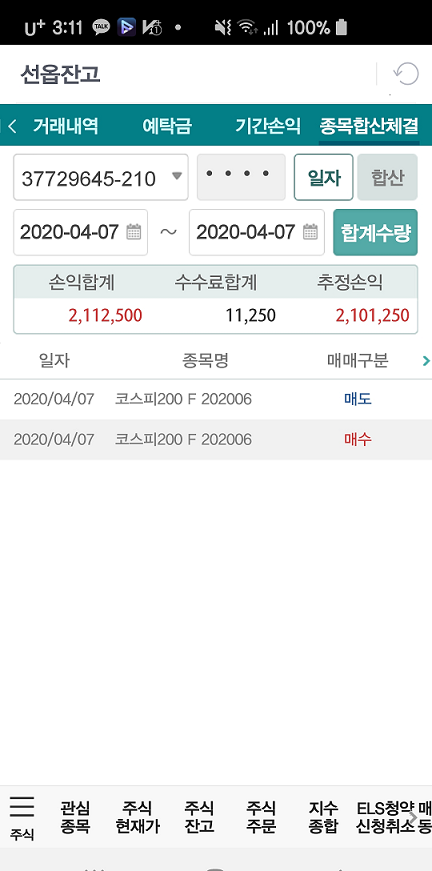 U+ 3:11 TALK 100%
선옵잔고
거래내역 예탁금 기간손익 종목합산체결
37729645-210 •••• 일자 합산
2020-04-07 ~ 2020-04-07 합계수량
손익합계 수수료합계 추정손익
2,112,500 11,250 2,101,250
일자 종목명 매매구분
2020/04/07 코스피200 F 202006 매도
2020/04/07 코스피200 F 202006 매수
관심 주식 주식 주식 지수 ELS청약 매
주식 종목 현재가 잔고 주문 종합 신청취소 동